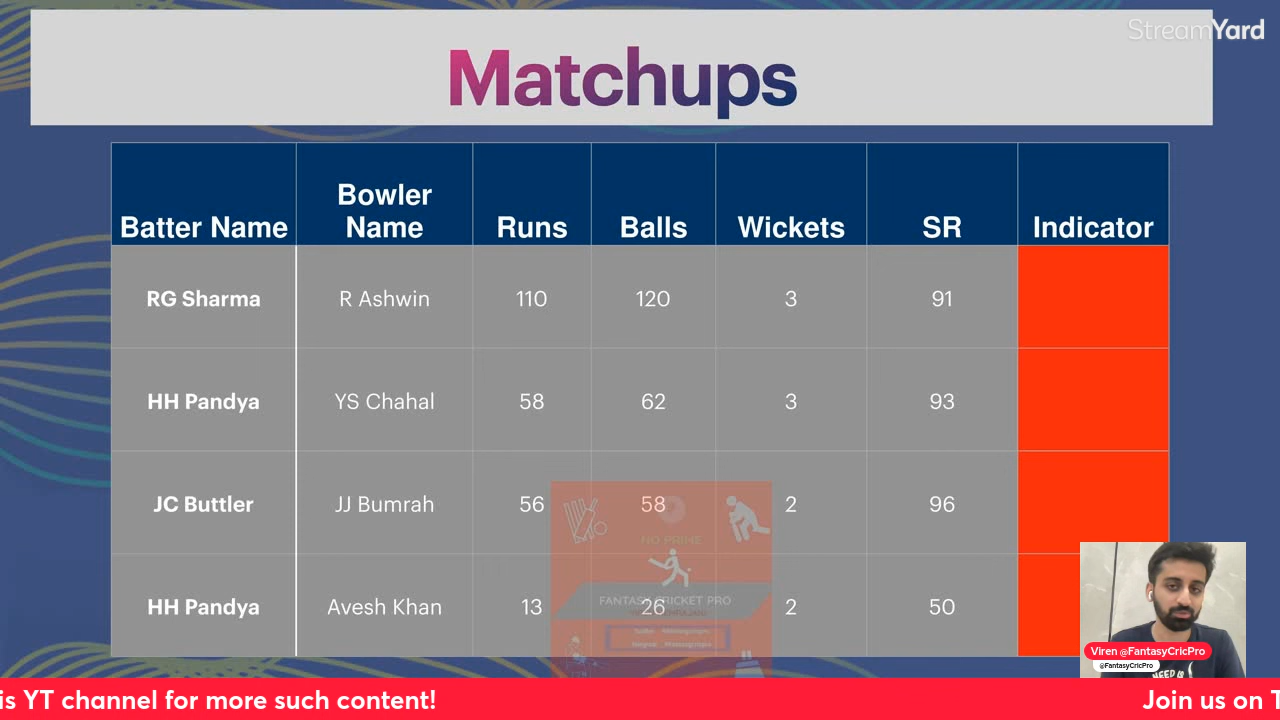 StreamYard
Matchups
Batter Name Bowler Name Runs Balls Wickets SR Indicator
RG Sharma R Ashwin 110 120 3 91
HH Pandya YS Chahal 58 62 3 93
JC Buttler JJ Bumrah 56 58 2 96
NO PRIME
FANTASY CRICKET PRO
HH Pandya Avesh Khan 13 26 2 50
Viren @FantasyCricPro
@FantasyCricPro
is YT channel for more such content! Join us on T